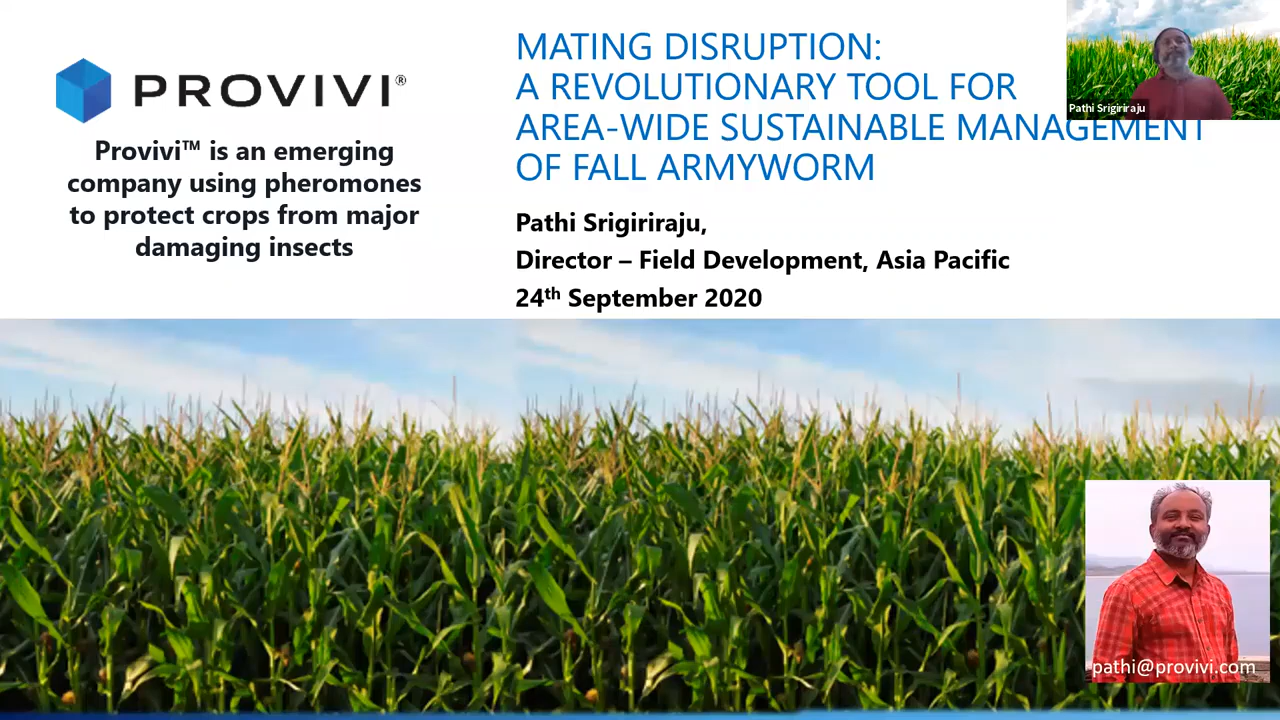 PROVIVI®
Provivi™ is an emerging
company using pheromones
to protect crops from major
damaging insects
MATING DISRUPTION:
A REVOLUTIONARY TOOL FOR
AREA-WIDE SUSTAINABLE MANAGEMENT
OF FALL ARMYWORM
Pathi Srigiriraju,
Director – Field Development, Asia Pacific
24th September 2020
Pathi Srigiriraju
pathi@provivi.com